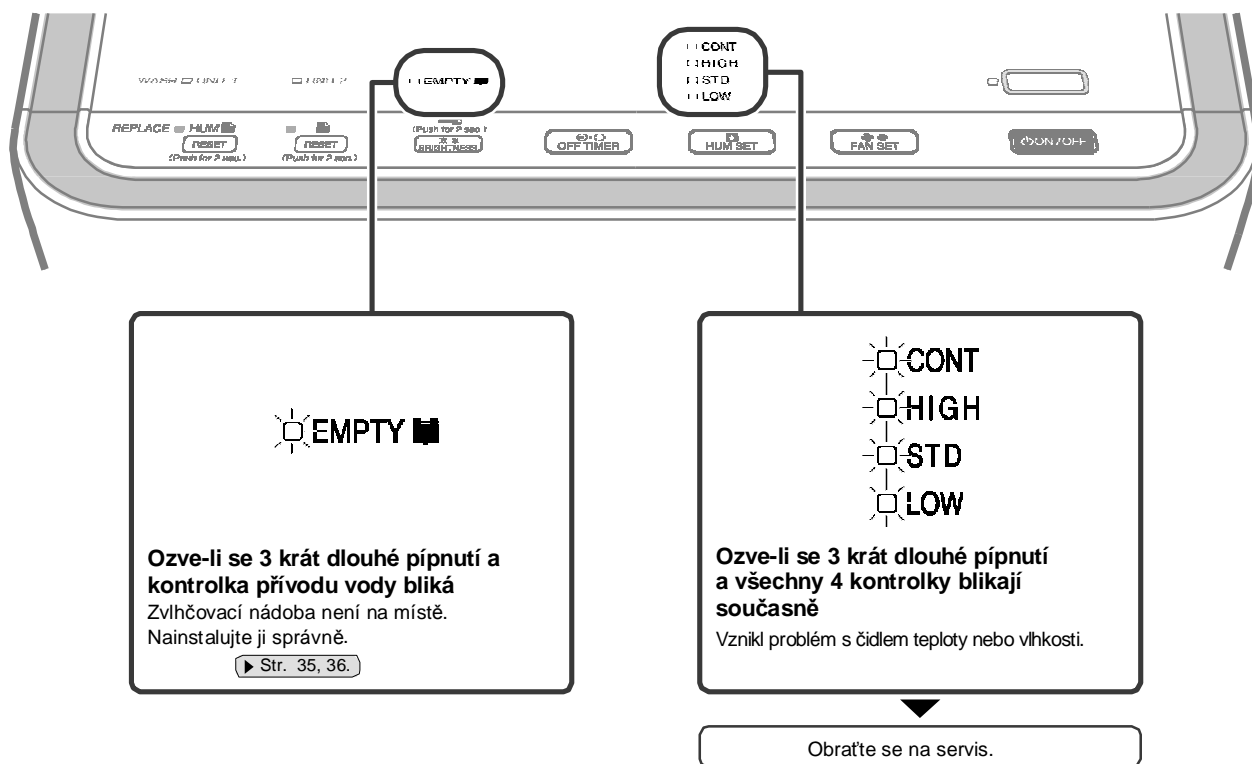 CONT
HIGH
STD
LOW
WASH UNIT 1 UNIT 2 EMPTY
REPLACE HUM
RESET
(Push for 2 sec.)
RESET
(Push for 2 sec.)
(Push for 2 sec.)
BRIGHTNESS
OFF TIMER
HUM SET
FAN SET
ON/OFF
EMPTY
Ozve-li se 3 krát dlouhé pípnutí a
kontrolka přívodu vody bliká
Zvlhčovací nádoba není na místě.
Nainstalujte ji správně.
Str. 35, 36.
CONT
HIGH
STD
LOW
Ozve-li se 3 krát dlouhé pípnutí
a všechny 4 kontrolky blikají
současně
Vznikl problém s čidlem teploty nebo vlhkosti.
Obraťte se na servis.